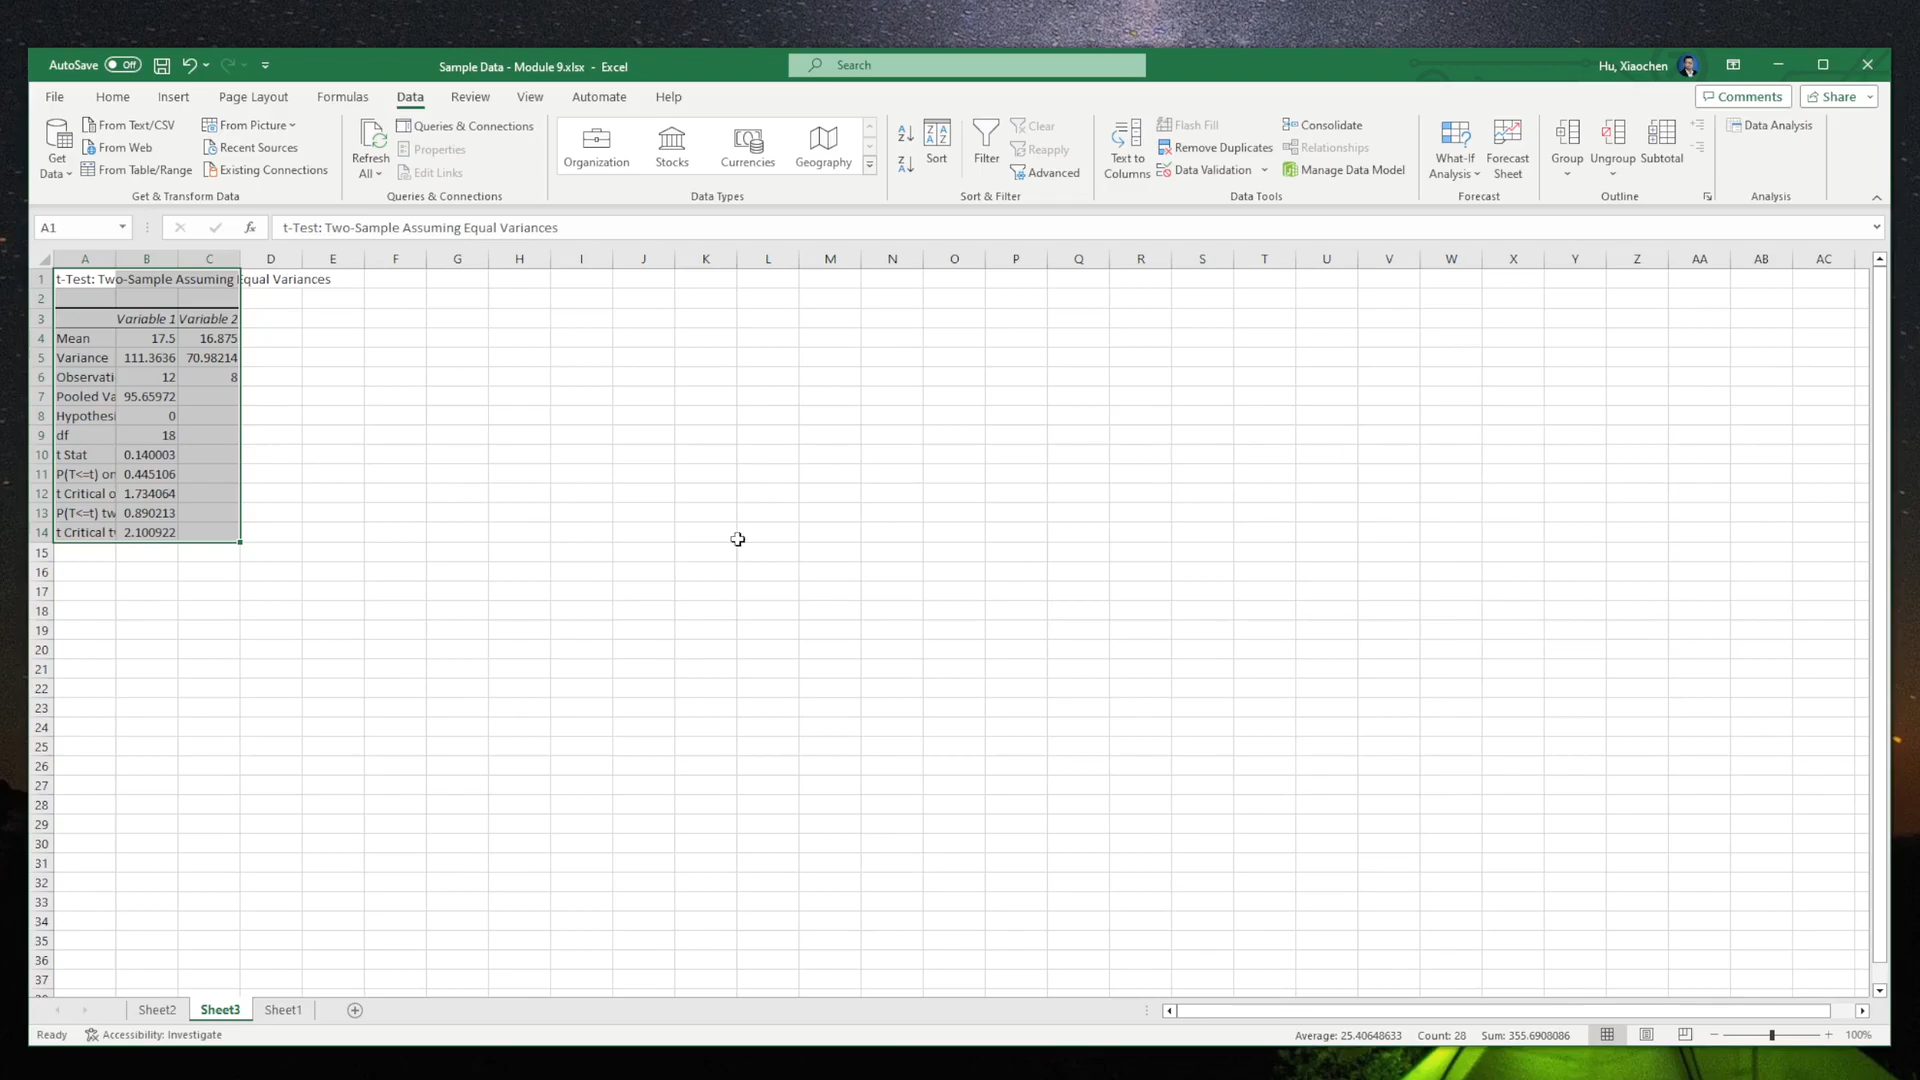 AutoSave Off
Sample Data - Module 9.xlsx - Excel
Search
Hu, Xiaochen
File Home Insert Page Layout Formulas Data Review View Automate Help
Comments Share
Get Data
From Text/CSV
From Web
From Table/Range
From Picture
Recent Sources
Existing Connections
Get & Transform Data
Refresh All
Queries & Connections
Properties
Edit Links
Queries & Connections
Organization Stocks Currencies Geography
Data Types
Sort
Filter
Clear
Reapply
Advanced
Sort & Filter
Text to Columns
Flash Fill
Remove Duplicates
Data Validation
Consolidate
Relationships
Manage Data Model
Data Tools
What-If Analysis
Forecast Sheet
Forecast
Group Ungroup Subtotal
Outline
Data Analysis
Analysis
A1 fx t-Test: Two-Sample Assuming Equal Variances
A B C D E F G H I J K L M N O P Q R S T U V W X Y Z AA AB AC
1 t-Test: Two-Sample Assuming Equal Variances
2
3 Variable 1 Variable 2
4 Mean 17.5 16.875
5 Variance 111.3636 70.98214
6 Observati 12 8
7 Pooled Va 95.65972
8 Hypothesi 0
9 df 18
10 t Stat 0.140003
11 P(T<=t) on 0.445106
12 t Critical o 1.734064
13 P(T<=t) tw 0.890213
14 t Critical tw 2.100922
15
16
17
18
19
20
21
22
23
24
25
26
27
28
29
30
31
32
33
34
35
36
37
Sheet2 Sheet3 Sheet1
Ready Accessibility: Investigate Average: 25.40648633 Count: 28 Sum: 355.6908086 100%